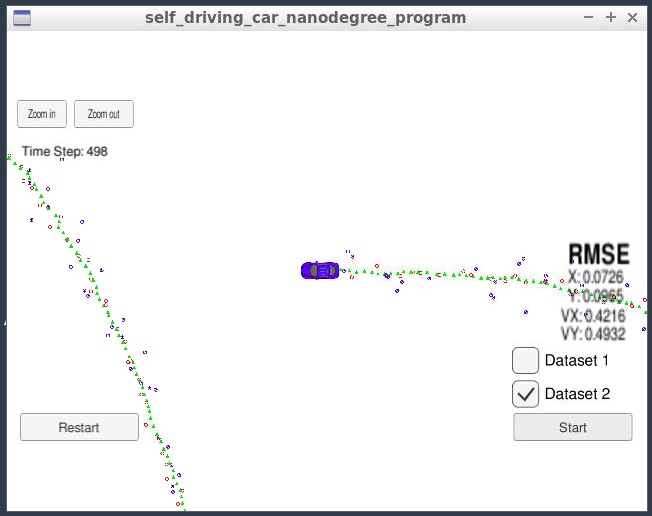 self_driving_car_nanodegree_program
Zoom in
Zoom out
Time Step: 498
RMSE
X: 0.0726
Y: 0.0965
VX: 0.4216
VY: 0.4932
Dataset 1
Dataset 2
Restart
Start